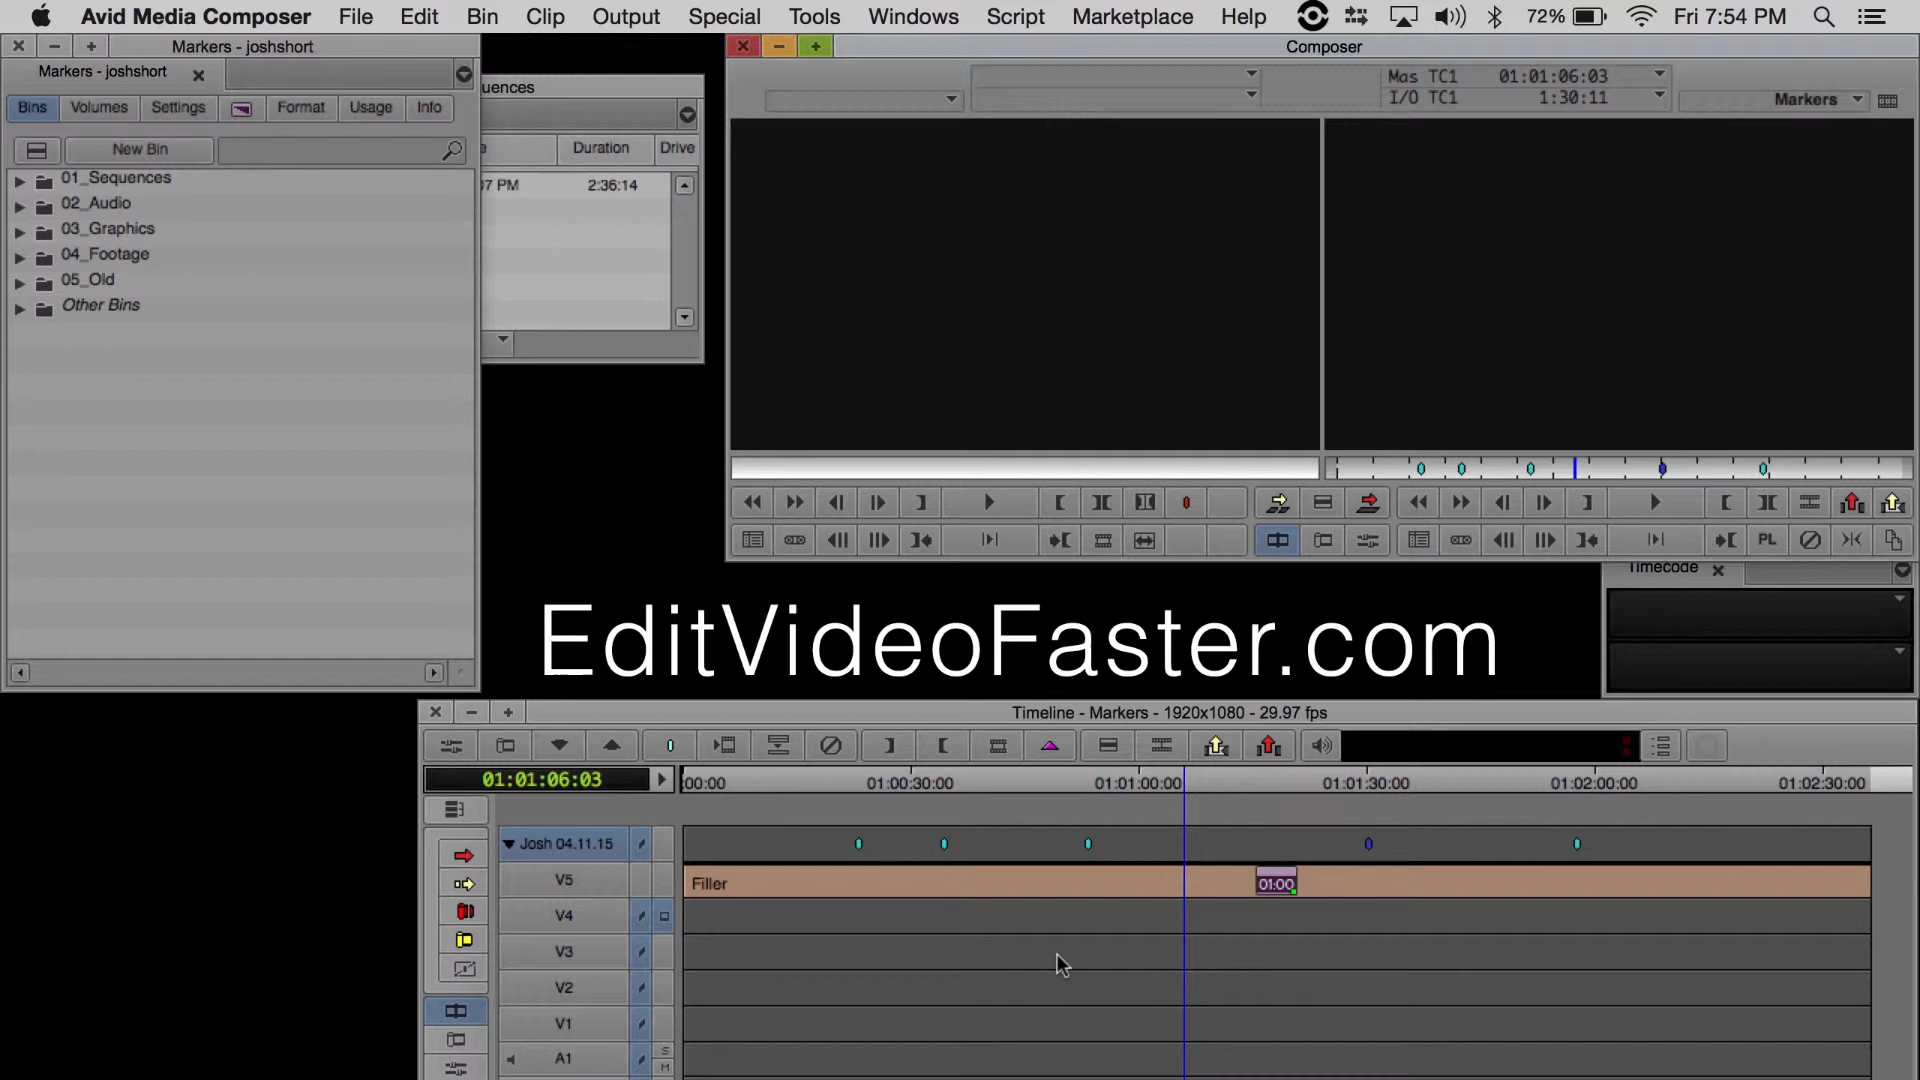 Avid Media Composer File Edit Bin Clip Output Special Tools Windows Script Marketplace Help 72% Fri 7:54 PM
Markers - joshshort
Composer
Markers - joshshort
uences
Mas TC1 01:01:06:03
I/O TC1 1:30:11
Markers
Bins Volumes Settings Format Usage Info
New Bin
Duration Drive
01_Sequences
07 PM 2:36:14
02_Audio
03_Graphics
04_Footage
05_Old
Other Bins
PL
Timecode
EditVideoFaster.com
Timeline - Markers - 1920x1080 - 29.97 fps
01:01:06:03
:00:00 01:00:30:00 01:01:00:00 01:01:30:00 01:02:00:00 01:02:30:00
Josh 04.11.15
V5 Filler 01:00
V4
V3
V2
V1
A1 S M